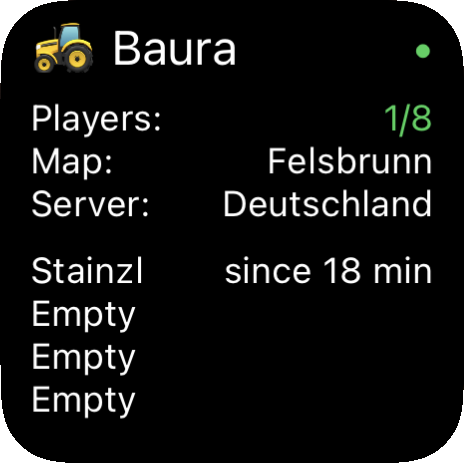 Baura
Players: 1/8
Map: Felsbrunn
Server: Deutschland
Stainzl since 18 min
Empty
Empty
Empty